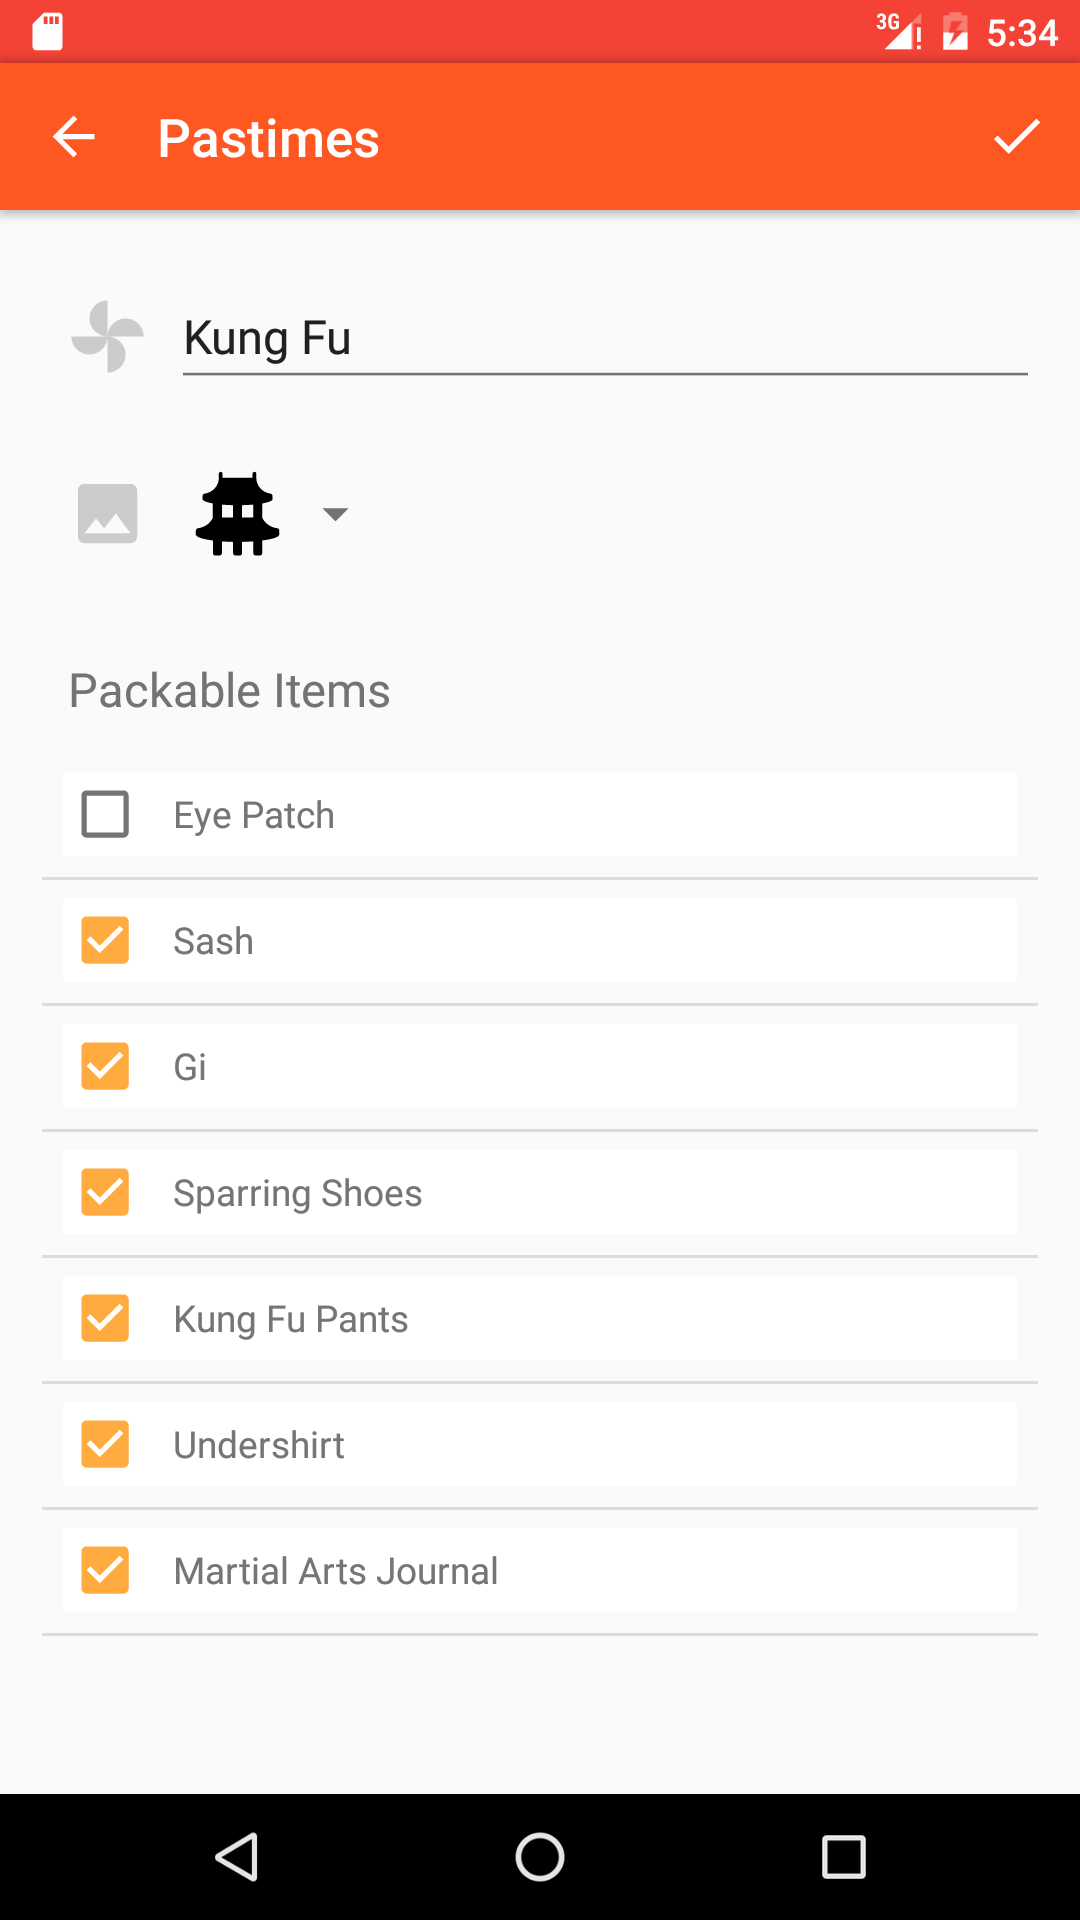 3G 5:34
Pastimes
Kung Fu
Packable Items
Eye Patch
Sash
Gi
Sparring Shoes
Kung Fu Pants
Undershirt
Martial Arts Journal